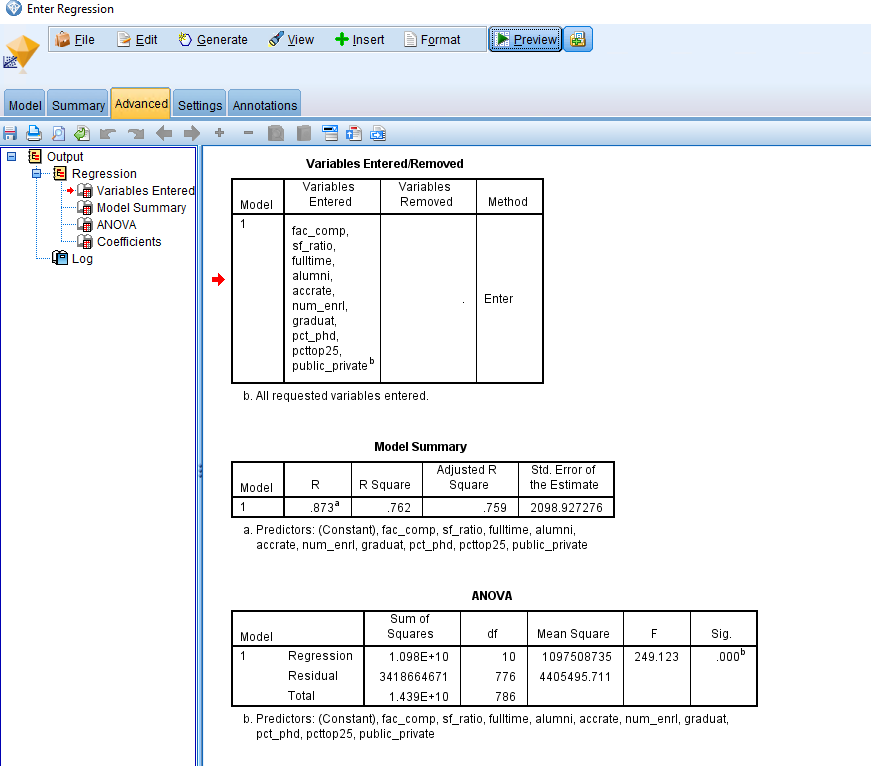 Enter Regression
File Edit Generate View Insert Format Preview
Model Summary Advanced Settings Annotations
Output
Regression
Variables Entered
Model Summary
ANOVA
Coefficients
Log
Variables Entered/Removed
Model Variables Entered Variables Removed Method
1 fac_comp, sf_ratio, fulltime, alumni, accrate, num_enrl, graduat, pct_phd, pcttop25, public_private b . Enter
b. All requested variables entered.
Model Summary
Model R R Square Adjusted R Square Std. Error of the Estimate
1 .873a .762 .759 2098.927276
a. Predictors: (Constant), fac_comp, sf_ratio, fulltime, alumni,
accrate, num_enrl, graduat, pct_phd, pcttop25, public_private
ANOVA
Model Sum of Squares df Mean Square F Sig.
1 Regression 1.098E+10 10 1097508735 249.123 .000b
Residual 3418664671 776 4405495.711
Total 1.439E+10 786
b. Predictors: (Constant), fac_comp, sf_ratio, fulltime, alumni, accrate, num_enrl, graduat,
pct_phd, pcttop25, public_private